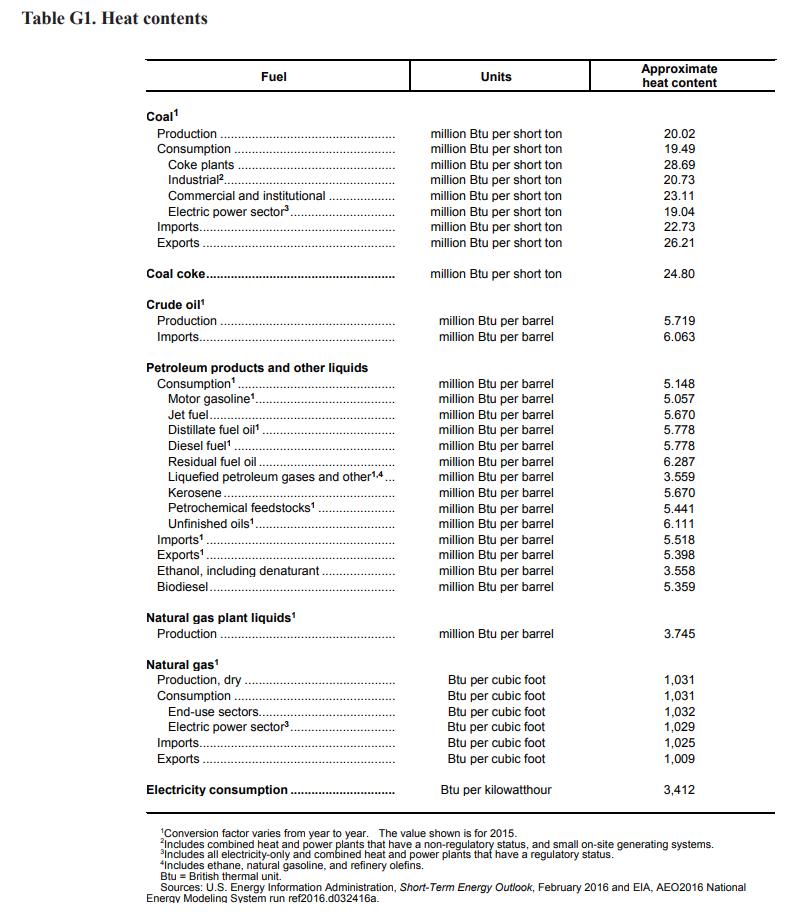 Table G1. Heat contents
Fuel Units Approximate heat content
Coal¹
Production .................................................. million Btu per short ton 20.02
Consumption .............................................. million Btu per short ton 19.49
Coke plants ............................................. million Btu per short ton 28.69
Industrial²................................................. million Btu per short ton 20.73
Commercial and institutional ................... million Btu per short ton 23.11
Electric power sector³.............................. million Btu per short ton 19.04
Imports........................................................ million Btu per short ton 22.73
Exports ....................................................... million Btu per short ton 26.21
Coal coke...................................................... million Btu per short ton 24.80
Crude oil¹
Production .................................................. million Btu per barrel 5.719
Imports........................................................ million Btu per barrel 6.063
Petroleum products and other liquids
Consumption¹ ............................................. million Btu per barrel 5.148
Motor gasoline¹........................................ million Btu per barrel 5.057
Jet fuel..................................................... million Btu per barrel 5.670
Distillate fuel oil¹ ...................................... million Btu per barrel 5.778
Diesel fuel¹ .............................................. million Btu per barrel 5.778
Residual fuel oil ....................................... million Btu per barrel 6.287
Liquefied petroleum gases and other¹,⁴ ... million Btu per barrel 3.559
Kerosene ................................................. million Btu per barrel 5.670
Petrochemical feedstocks¹ ...................... million Btu per barrel 5.441
Unfinished oils¹........................................ million Btu per barrel 6.111
Imports¹ ...................................................... million Btu per barrel 5.518
Exports¹ ...................................................... million Btu per barrel 5.398
Ethanol, including denaturant ..................... million Btu per barrel 3.558
Biodiesel..................................................... million Btu per barrel 5.359
Natural gas plant liquids¹
Production .................................................. million Btu per barrel 3.745
Natural gas¹
Production, dry ........................................... Btu per cubic foot 1,031
Consumption .............................................. Btu per cubic foot 1,031
End-use sectors....................................... Btu per cubic foot 1,032
Electric power sector³.............................. Btu per cubic foot 1,029
Imports........................................................ Btu per cubic foot 1,025
Exports ....................................................... Btu per cubic foot 1,009
Electricity consumption .............................. Btu per kilowatthour 3,412
¹Conversion factor varies from year to year. The value shown is for 2015.
²Includes combined heat and power plants that have a non-regulatory status, and small on-site generating systems.
³Includes all electricity-only and combined heat and power plants that have a regulatory status.
⁴Includes ethane, natural gasoline, and refinery olefins.
Btu = British thermal unit.
Sources: U.S. Energy Information Administration, Short-Term Energy Outlook, February 2016 and EIA, AEO2016 National
Energy Modeling System run ref2016.d032416a.